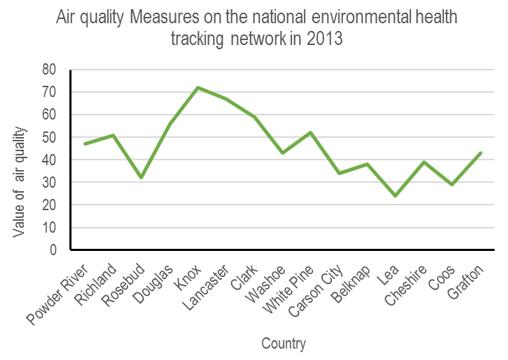 Air quality Measures on the national environmental health
tracking network in 2013
Value of air quality
80
70
60
50
40
30
20
10
0
Powder River
Richland
Rosebud
Douglas
Knox
Lancaster
Clark
Washoe
White Pine
Carson City
Belknap
Lea
Cheshire
Coos
Grafton
Country